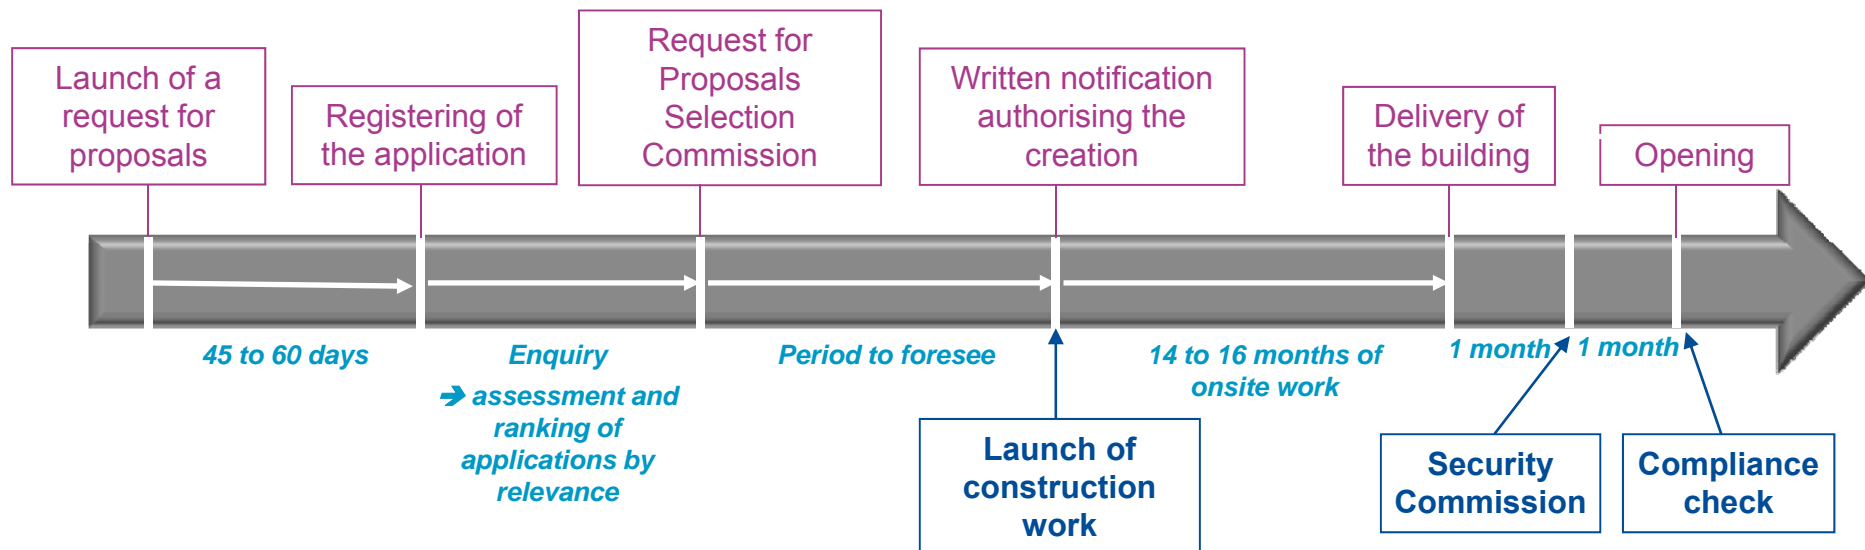 Launch of a
request for
proposals
Registering of
the application
Request for
Proposals
Selection
Commission
Written notification
authorising the
creation
Delivery of
the building
Opening
45 to 60 days
Enquiry
➔ assessment and
ranking of
applications by
relevance
Period to foresee
14 to 16 months of
onsite work
1 month
1 month
Launch of
construction
work
Security
Commission
Compliance
check